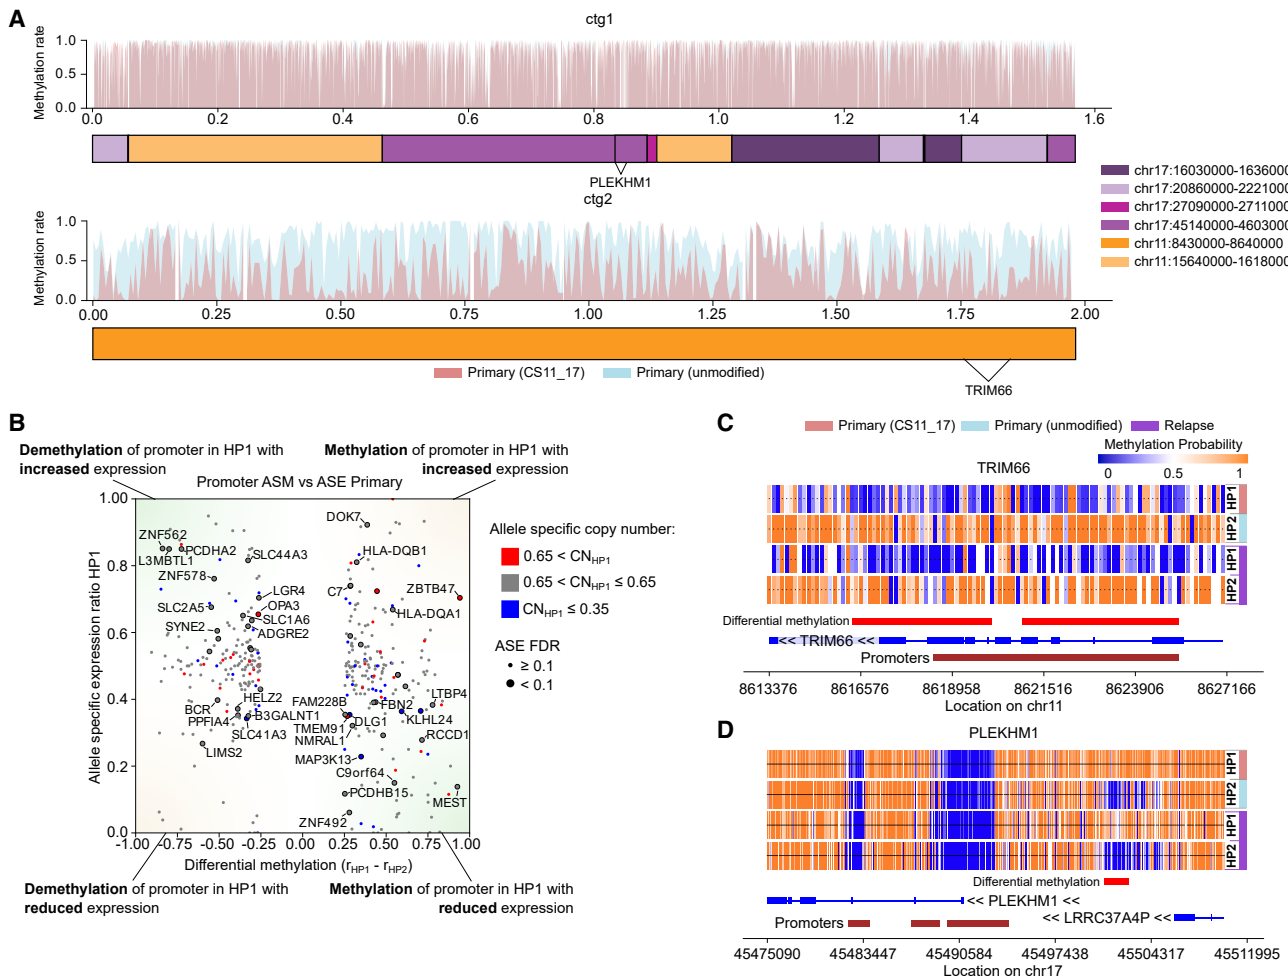 A
ctg1
Methylation rate
1.0
0.5
0.0
0.0 0.2 0.4 0.6 0.8 1.0 1.2 1.4 1.6
PLEKHM1
ctg2
Methylation rate
1.0
0.5
0.0
0.00 0.25 0.50 0.75 1.00 1.25 1.50 1.75 2.00
TRIM66
Primary (CS11_17) Primary (unmodified)
chr17:16030000-1636000
chr17:20860000-2221000
chr17:27090000-2711000
chr17:45140000-4603000
chr11:8430000-8640000
chr11:15640000-1618000
B
Demethylation of promoter in HP1 with
increased expression
Methylation of promoter in HP1 with
increased expression
Promoter ASM vs ASE Primary
Allele specific expression ratio HP1
1.00
0.8
0.6
0.4
0.2
0.0
DOK7
ZNF562
PCDHA2
L3MBTL1
SLC44A3
HLA-DQB1
ZNF578
C7
ZBTB47
LGR4
SLC2A5
OPA3
HLA-DQA1
SLC1A6
SYNE2
ADGRE2
HELZ2
FAM228B
FBN2
LTBP4
BCR
PPFIA4
B3GALNT1
TMEM91
DLG1
KLHL24
SLC41A3
NMRAL1
RCCD1
LIMS2
MAP3K13
C9orf64
PCDHB15
MEST
ZNF492
-1.00 -0.75 -0.50 -0.25 0.00 0.25 0.50 0.75 1.00
Differential methylation (rHP1 - rHP2)
Demethylation of promoter in HP1 with
reduced expression
Methylation of promoter in HP1 with
reduced expression
Allele specific copy number:
0.65 < CNHP1
0.65 < CNHP1 ≤ 0.65
CNHP1 ≤ 0.35
ASE FDR
≥ 0.1
< 0.1
C
Primary (CS11_17) Primary (unmodified) Relapse
Methylation Probability
0 0.5 1
TRIM66
HP1
HP2
HP1
HP2
Differential methylation
<< TRIM66 <<
Promoters
8613376 8616576 8618958 8621516 8623906 8627166
Location on chr11
D
PLEKHM1
HP1
HP2
HP1
HP2
Differential methylation
<< PLEKHM1 <<
<< LRRC37A4P <<
Promoters
45475090 45483447 45490584 45497438 45504317 45511995
Location on chr17